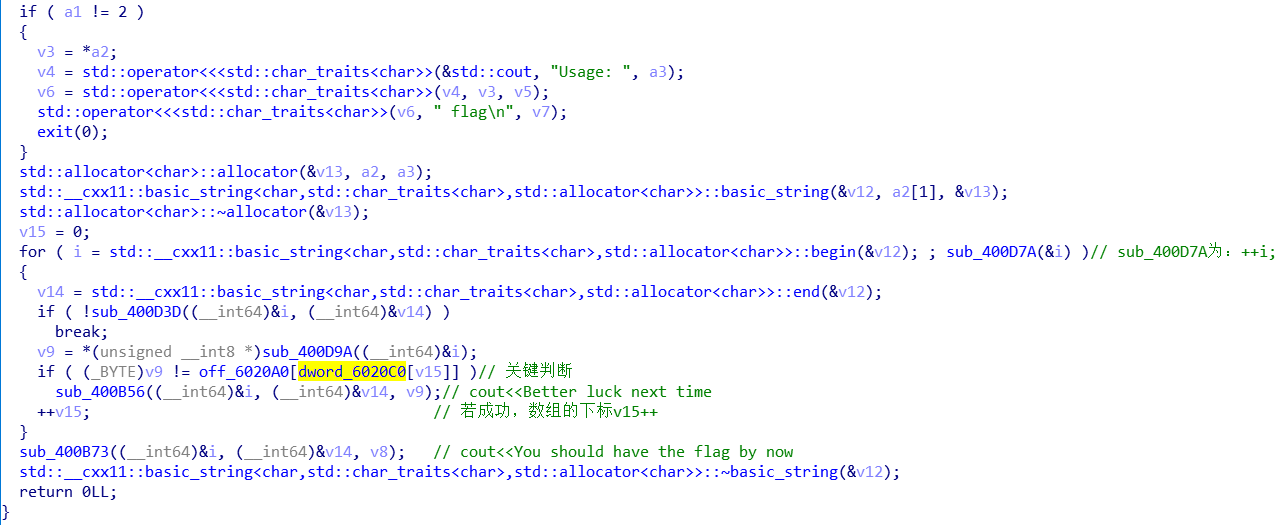 if ( a1 != 2 )
{
v3 = *a2;
v4 = std::operator<<<std::char_traits<char>>(&std::cout, "Usage: ", a3);
v6 = std::operator<<<std::char_traits<char>>(v4, v3, v5);
std::operator<<<std::char_traits<char>>(v6, " flag\n", v7);
exit(0);
}
std::allocator<char>::allocator(&v13, a2, a3);
std::__cxx11::basic_string<char,std::char_traits<char>,std::allocator<char>>::basic_string(&v12, a2[1], &v13);
std::allocator<char>::~allocator(&v13);
v15 = 0;
for ( i = std::__cxx11::basic_string<char,std::char_traits<char>,std::allocator<char>>::begin(&v12); ; sub_400D7A(&i) )// sub_400D7A为：++i;
{
v14 = std::__cxx11::basic_string<char,std::char_traits<char>,std::allocator<char>>::end(&v12);
if ( !sub_400D3D((__int64)&i, (__int64)&v14) )
break;
v9 = *(unsigned __int8 *)sub_400D9A((__int64)&i);
if ( (_BYTE)v9 != off_6020A0[dword_6020C0[v15]] )// 关键判断
sub_400B56((__int64)&i, (__int64)&v14, v9);// cout<<Better luck next time
++v15; // 若成功，数组的下标v15++
}
sub_400B73((__int64)&i, (__int64)&v14, v8); // cout<<You should have the flag by now
std::__cxx11::basic_string<char,std::char_traits<char>,std::allocator<char>>::~basic_string(&v12);
return 0LL;
}